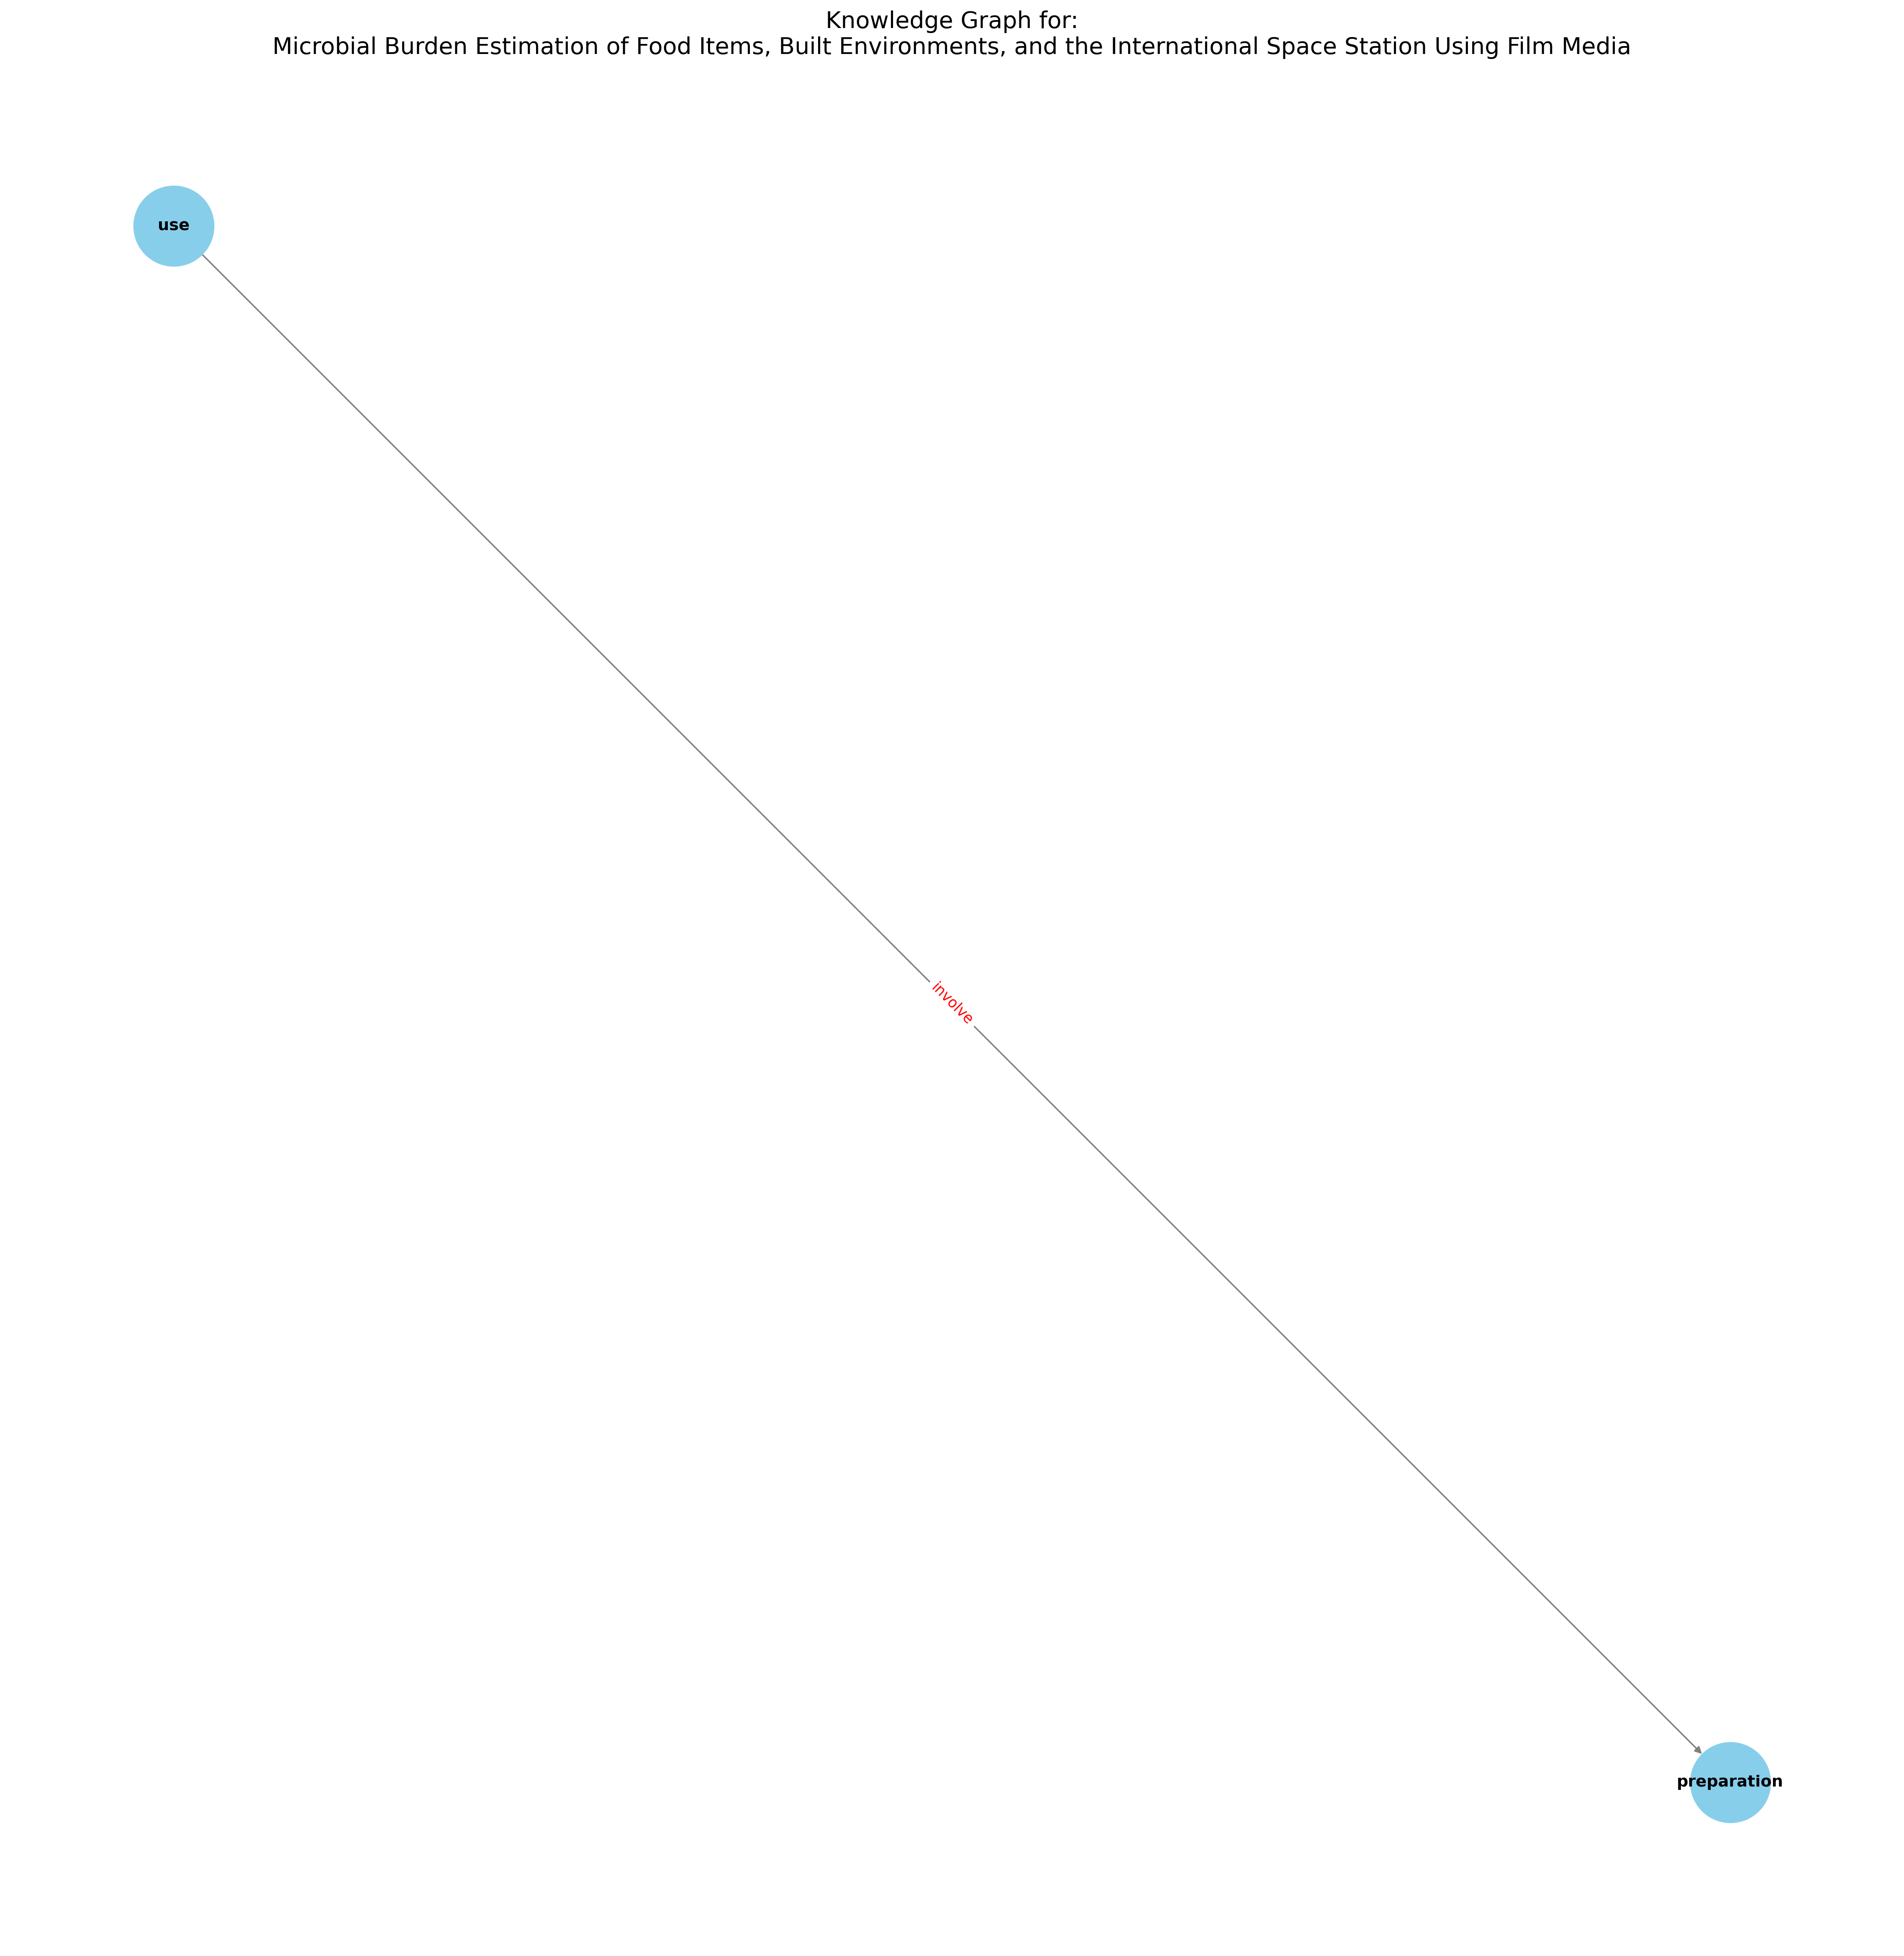 Knowledge Graph for:
Microbial Burden Estimation of Food Items, Built Environments, and the International Space Station Using Film Media
use
involve
preparation